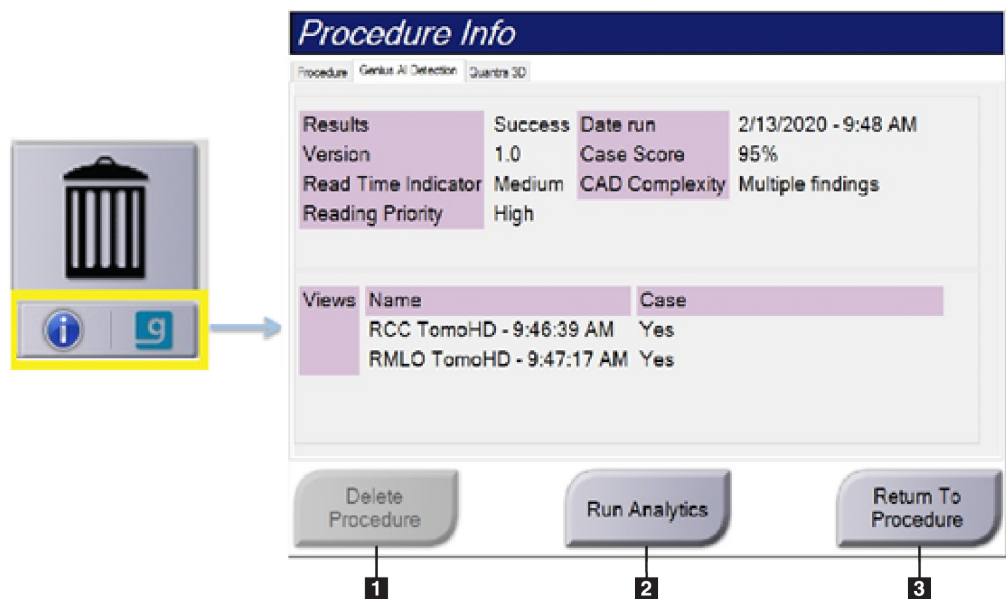 Procedure Info
Procedure Genius AI Detection Quantra 3D
Results Success Date run 2/13/2020 - 9:48 AM
Version 1.0 Case Score 95%
Read Time Indicator Medium CAD Complexity Multiple findings
Reading Priority High
i g
Views Name Case
RCC TomoHD - 9:46:39 AM Yes
RMLO TomoHD - 9:47:17 AM Yes
Delete
Procedure
Run Analytics
Return To
Procedure
1 2 3